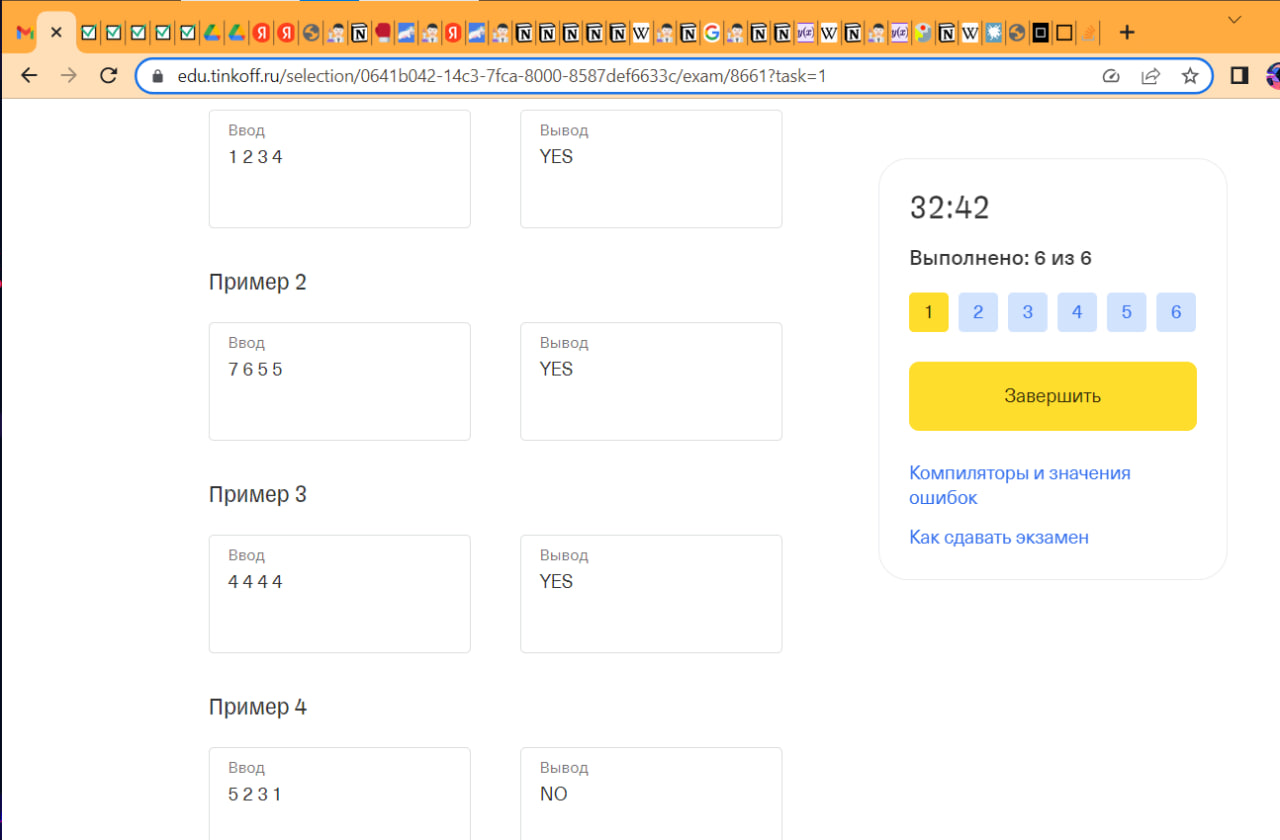 edu.tinkoff.ru/selection/0641b042-14c3-7fca-8000-8587def6633c/exam/8661?task=1
Ввод
1 2 3 4
Вывод
YES
Пример 2
Ввод
7 6 5 5
Вывод
YES
Пример 3
Ввод
4 4 4 4
Вывод
YES
Пример 4
Ввод
5 2 3 1
Вывод
NO
32:42
Выполнено: 6 из 6
1 2 3 4 5 6
Завершить
Компиляторы и значения
ошибок
Как сдавать экзамен